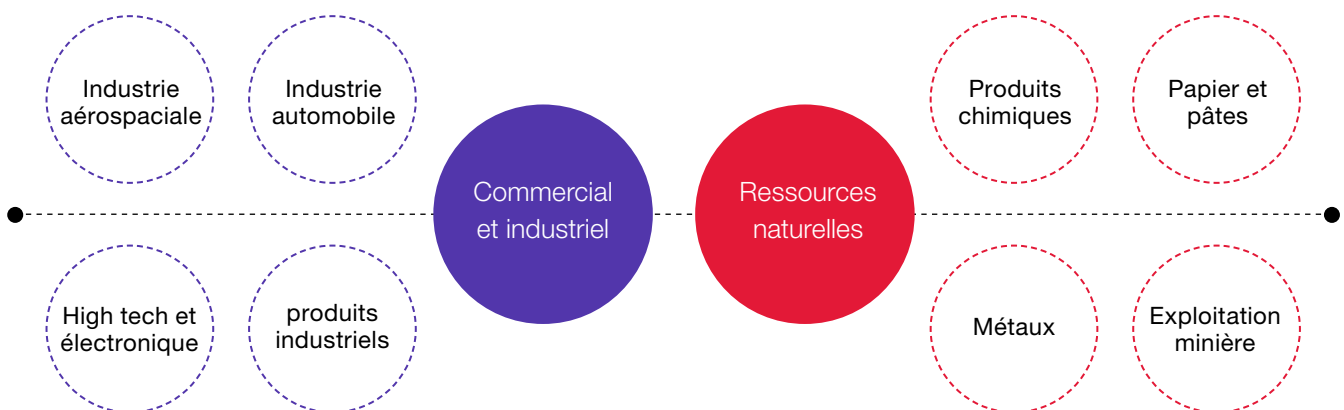 Industrie
aérospaciale
Industrie
automobile
Produits
chimiques
Papier et
pâtes
Commercial
et industriel
Ressources
naturelles
High tech et
électronique
produits
industriels
Métaux
Exploitation
minière